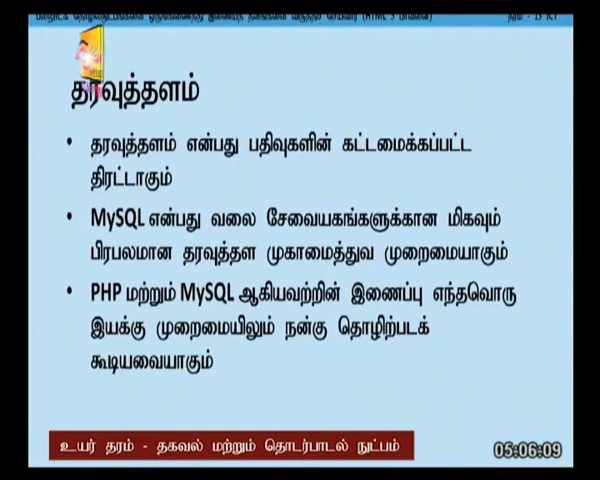 தரவுத்தளம்
• தரவுத்தளம் என்பது பதிவுகளின் கட்டமைக்கப்பட்ட
திரட்டாகும்
• MySQL என்பது வலை சேவையகங்களுக்கான மிகவும்
பிரபலமான தரவுத்தள முகாமைத்துவ முறைமையாகும்
• PHP மற்றும் MySQL ஆகியவற்றின் இணைப்பு எந்தவொரு
இயக்கு முறைமையிலும் நன்கு தொழிற்படக்
கூடியவையாகும்
உயர் தரம் - தகவல் மற்றும் தொடர்பாடல் நுட்பம்
05:06:09